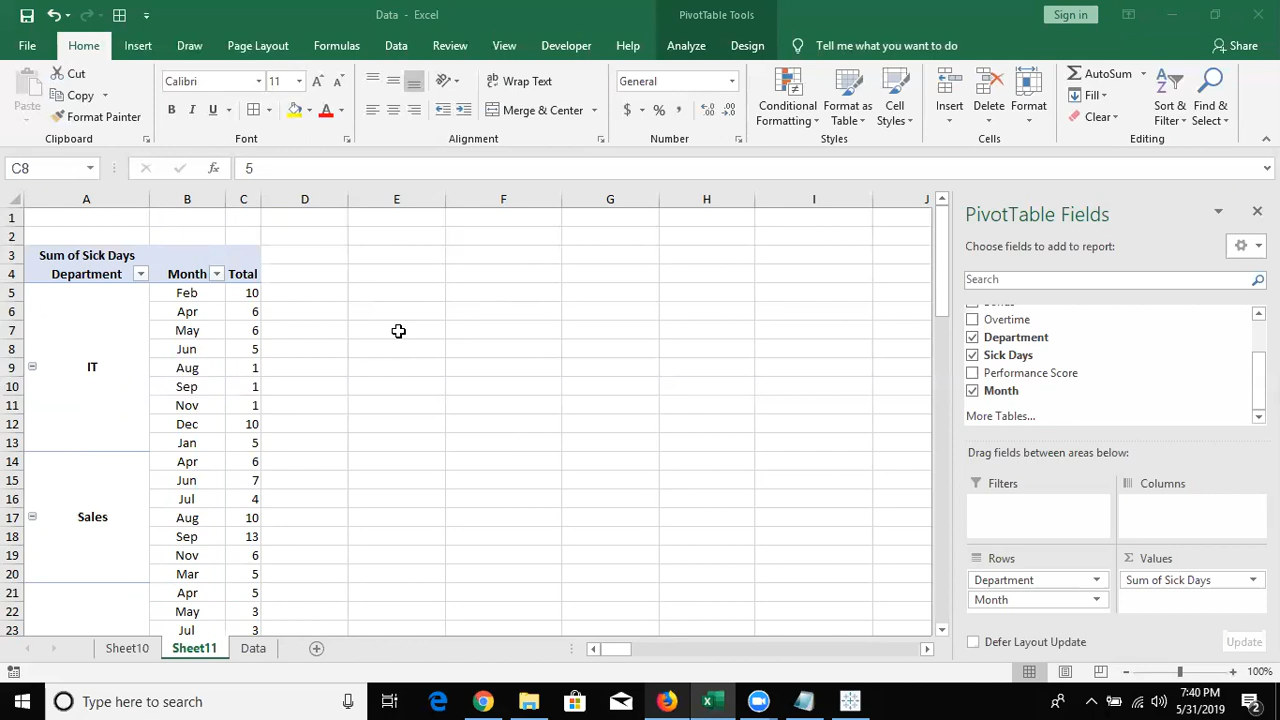 Data - Excel
PivotTable Tools
Sign in
File Home Insert Draw Page Layout Formulas Data Review View Developer Help Analyze Design Tell me what you want to do Share
Paste
Cut
Copy
Format Painter
Clipboard
Calibri 11
B I U
Font
Wrap Text
Merge & Center
Alignment
General
$ % ,
Number
Conditional Formatting
Format as Table
Cell Styles
Styles
Insert Delete Format
Cells
AutoSum
Fill
Clear
Sort & Filter
Find & Select
Editing
C8 fx 5
A B C D E F G H I J
1
2
3 Sum of Sick Days
4 Department Month Total
5 Feb 10
6 Apr 6
7 May 6
8 Jun 5
9 IT Aug 1
10 Sep 1
11 Nov 1
12 Dec 10
13 Jan 5
14 Apr 6
15 Jun 7
16 Jul 4
17 Sales Aug 10
18 Sep 13
19 Nov 6
20 Mar 5
21 Apr 5
22 May 3
23 Jul 3
PivotTable Fields
Choose fields to add to report:
Search
Overtime
Department
Sick Days
Performance Score
Month
More Tables...
Drag fields between areas below:
Filters Columns
Rows Σ Values
Department Sum of Sick Days
Month
Defer Layout Update Update
Sheet10 Sheet11 Data
100%
Type here to search
7:40 PM
5/31/2019
2